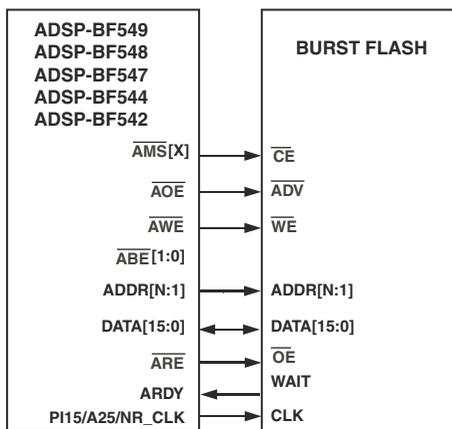 ADSP-BF549
ADSP-BF548
ADSP-BF547
ADSP-BF544
ADSP-BF542
BURST FLASH
AMS[X]
CE
AOE
ADV
AWE
WE
ABE[1:0]
ADDR[N:1]
ADDR[N:1]
DATA[15:0]
DATA[15:0]
ARE
OE
ARDY
WAIT
PI15/A25/NR_CLK
CLK